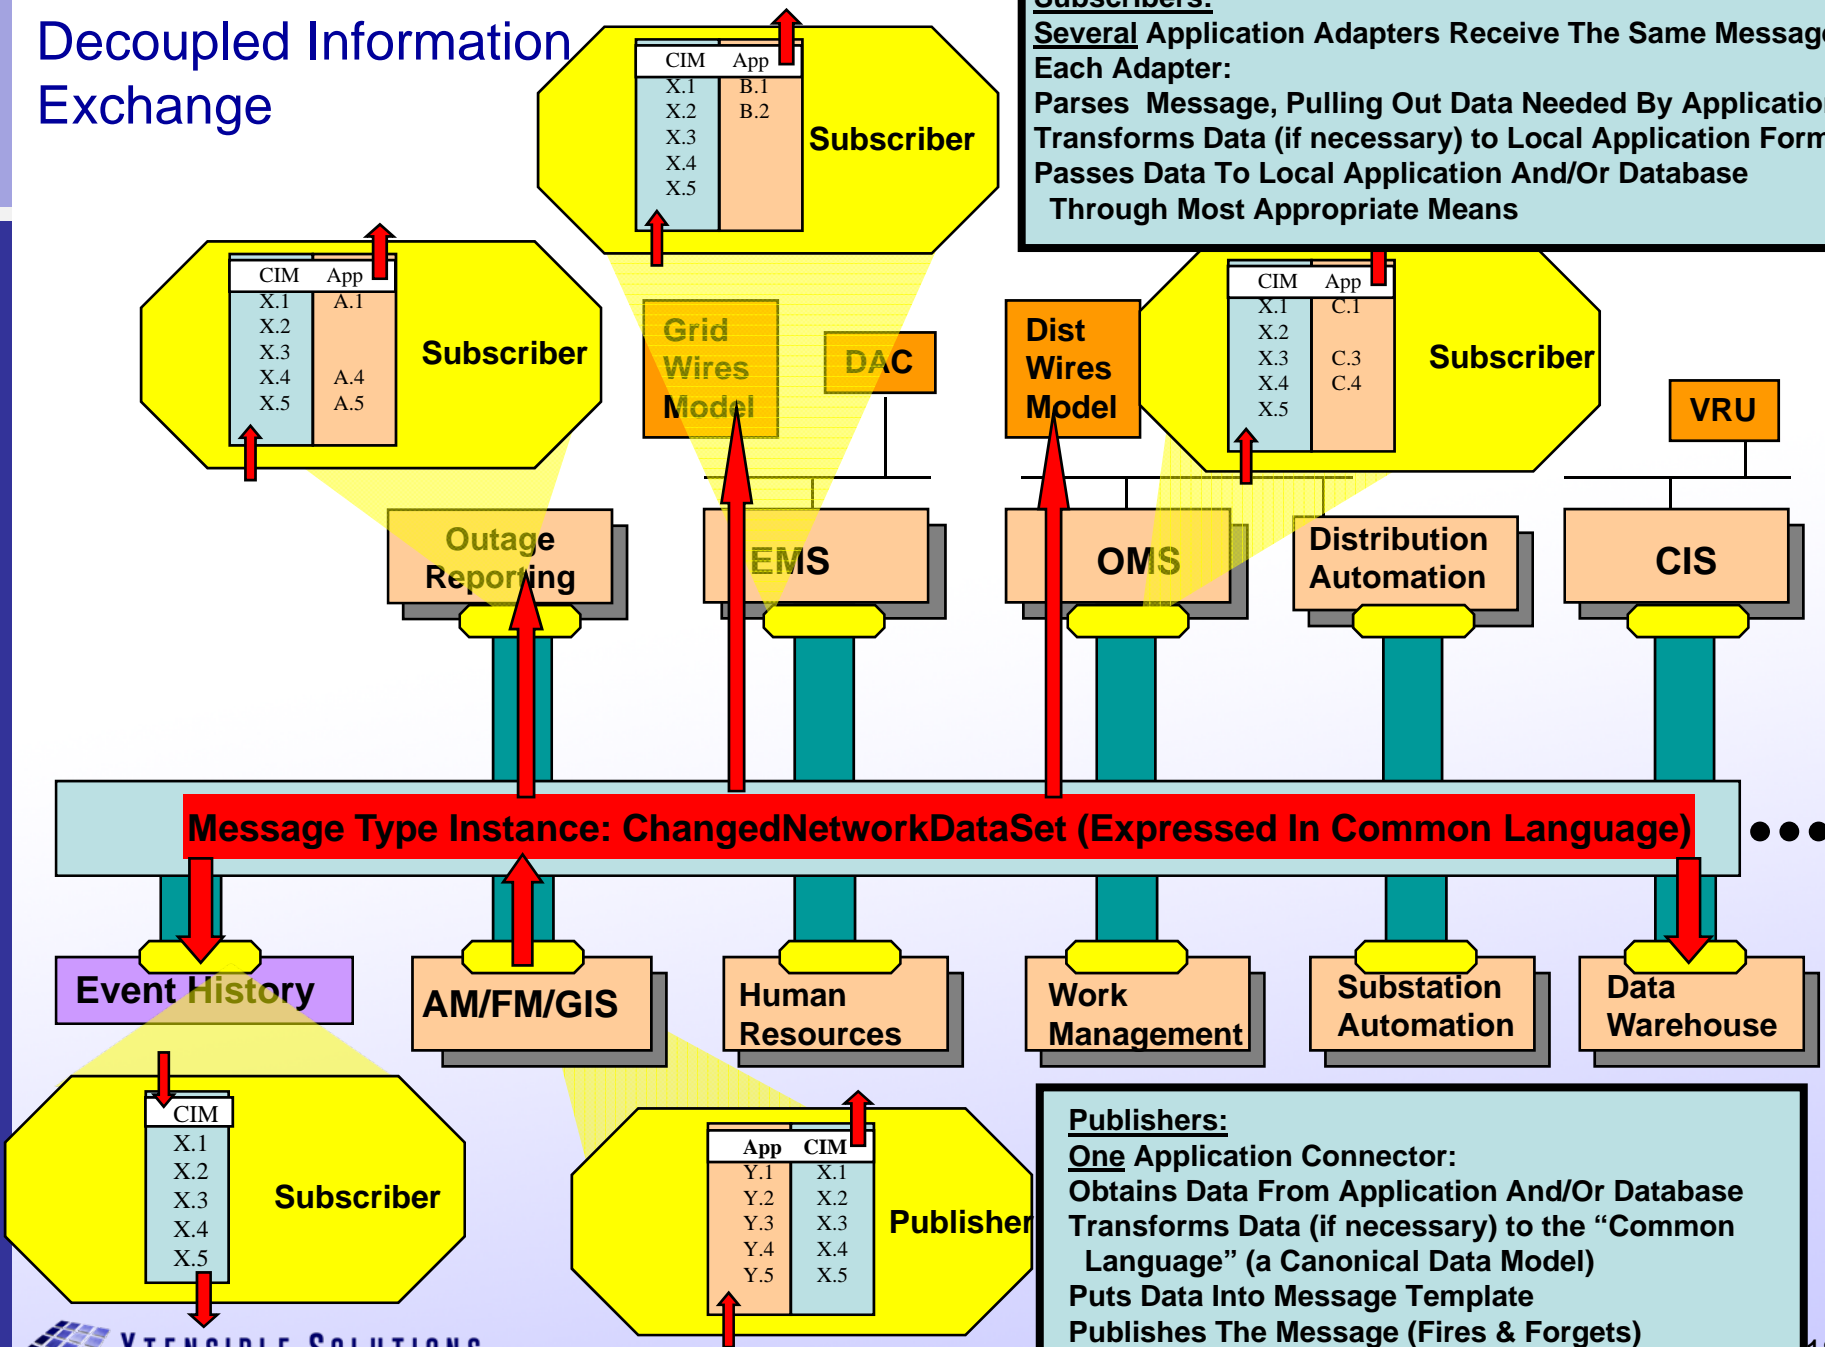 Decoupled Information
Exchange
Subscribers:
Several Application Adapters Receive The Same Message
Each Adapter:
Parses Message, Pulling Out Data Needed By Application
Transforms Data (if necessary) to Local Application Form
Passes Data To Local Application And/Or Database
Through Most Appropriate Means
CIM App
X.1 B.1
X.2 B.2
X.3
X.4
X.5
Subscriber
CIM App
X.1 A.1
X.2
X.3
X.4 A.4
X.5 A.5
Subscriber
CIM App
X.1 C.1
X.2
X.3 C.3
X.4 C.4
X.5
Subscriber
Grid
Wires
Model
DAC
Dist
Wires
Model
VRU
Outage
Reporting
EMS
OMS
Distribution
Automation
CIS
Message Type Instance: ChangedNetworkDataSet (Expressed In Common Language)
Event History
AM/FM/GIS
Human
Resources
Work
Management
Substation
Automation
Data
Warehouse
CIM
X.1
X.2
X.3
X.4
X.5
Subscriber
App CIM
Y.1 X.1
Y.2 X.2
Y.3 X.3
Y.4 X.4
Y.5 X.5
Publisher
Publishers:
One Application Connector:
Obtains Data From Application And/Or Database
Transforms Data (if necessary) to the “Common
Language” (a Canonical Data Model)
Puts Data Into Message Template
Publishes The Message (Fires & Forgets)
XTENSIBLE SOLUTIONS